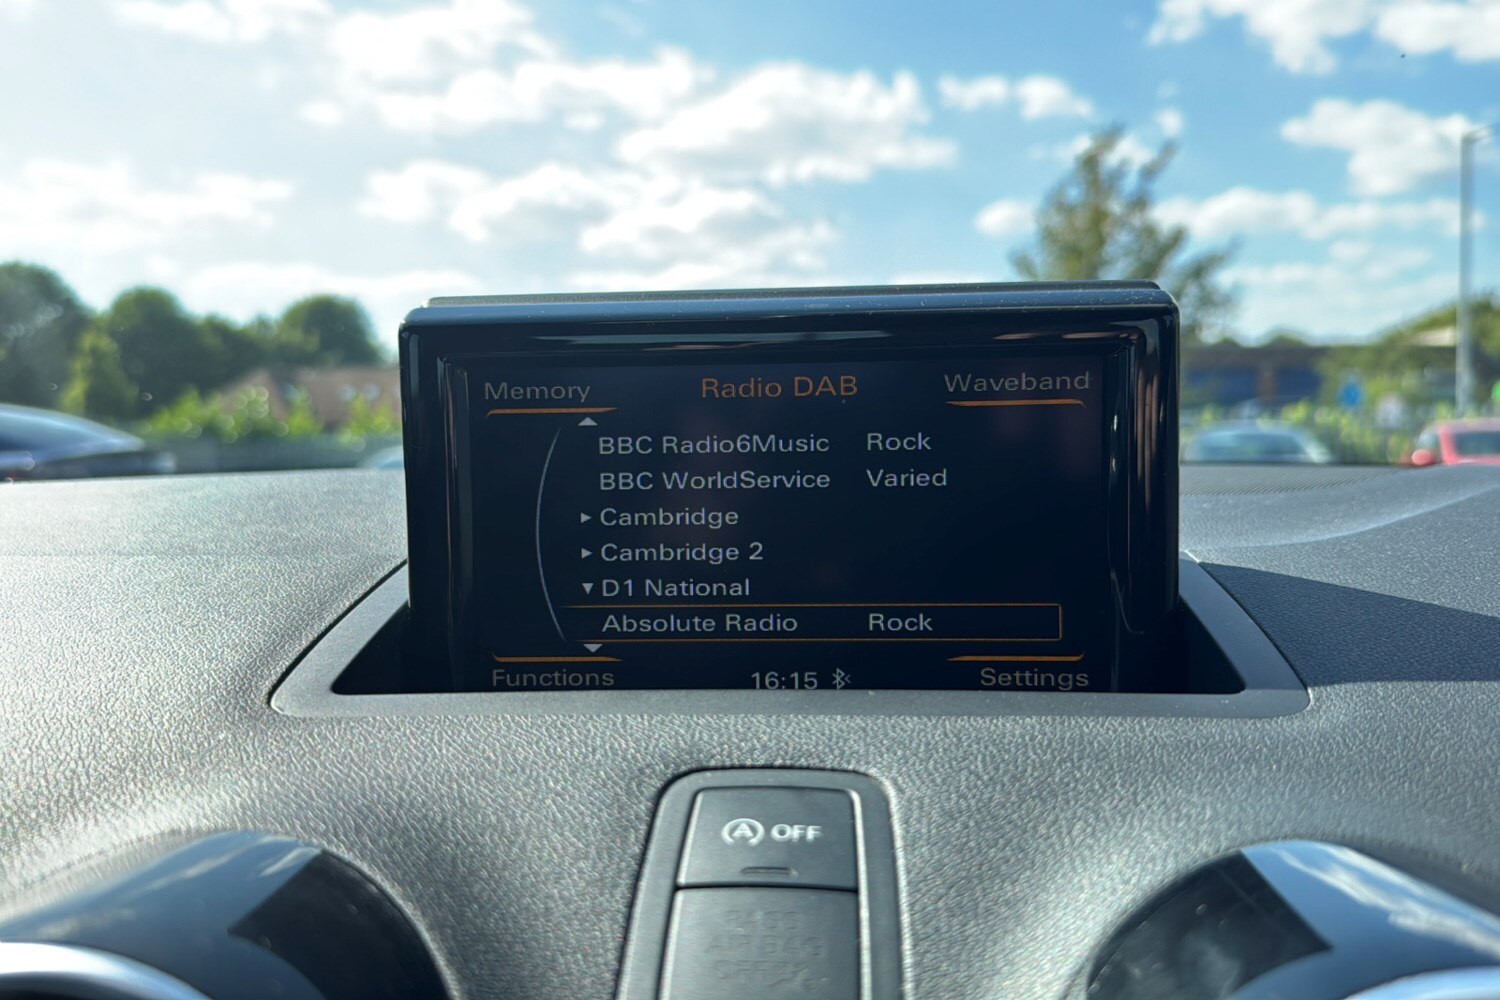 Memory Radio DAB Waveband
BBC Radio6Music Rock
BBC WorldService Varied
▸ Cambridge
▸ Cambridge 2
▾ D1 National
Absolute Radio Rock
Functions 16:15 Settings
A OFF
AIRBAG